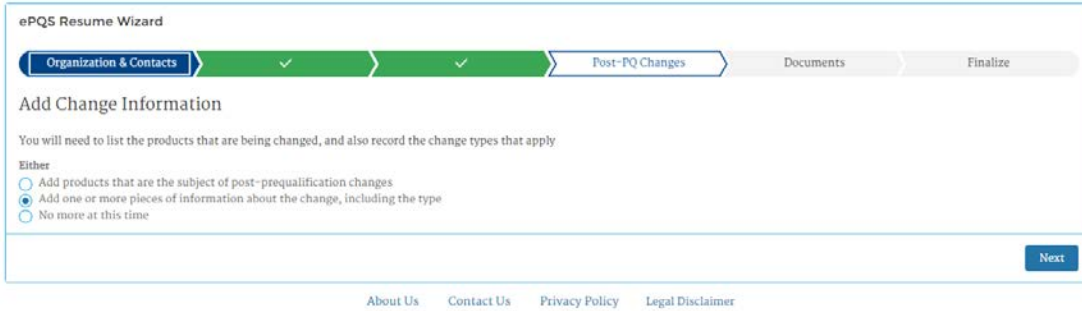 ePQS Resume Wizard
Organization & Contacts
Post-PQ Changes
Documents
Finalize
Add Change Information
You will need to list the products that are being changed, and also record the change types that apply
Either
Add products that are the subject of post-prequalification changes
Add one or more pieces of information about the change, including the type
No more at this time
Next
About Us Contact Us Privacy Policy Legal Disclaimer